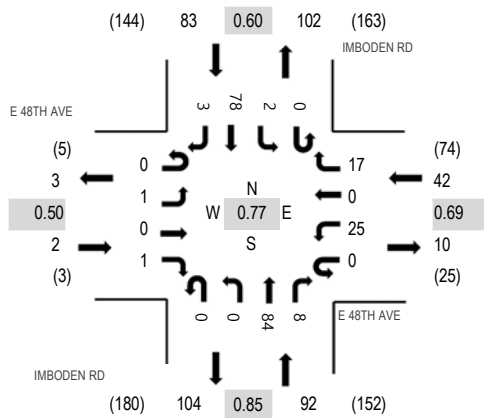 (144) 83 0.60 102 (163)
IMBODEN RD
E 48TH AVE
3 78 2 0
(5) 0 17 (74)
3 1 N 0 42
0.50 W 0.77 E 0.69
2 0 S 25 10
(3) 1 0 (25)
0 0 84 8
E 48TH AVE
IMBODEN RD
(180) 104 0.85 92 (152)